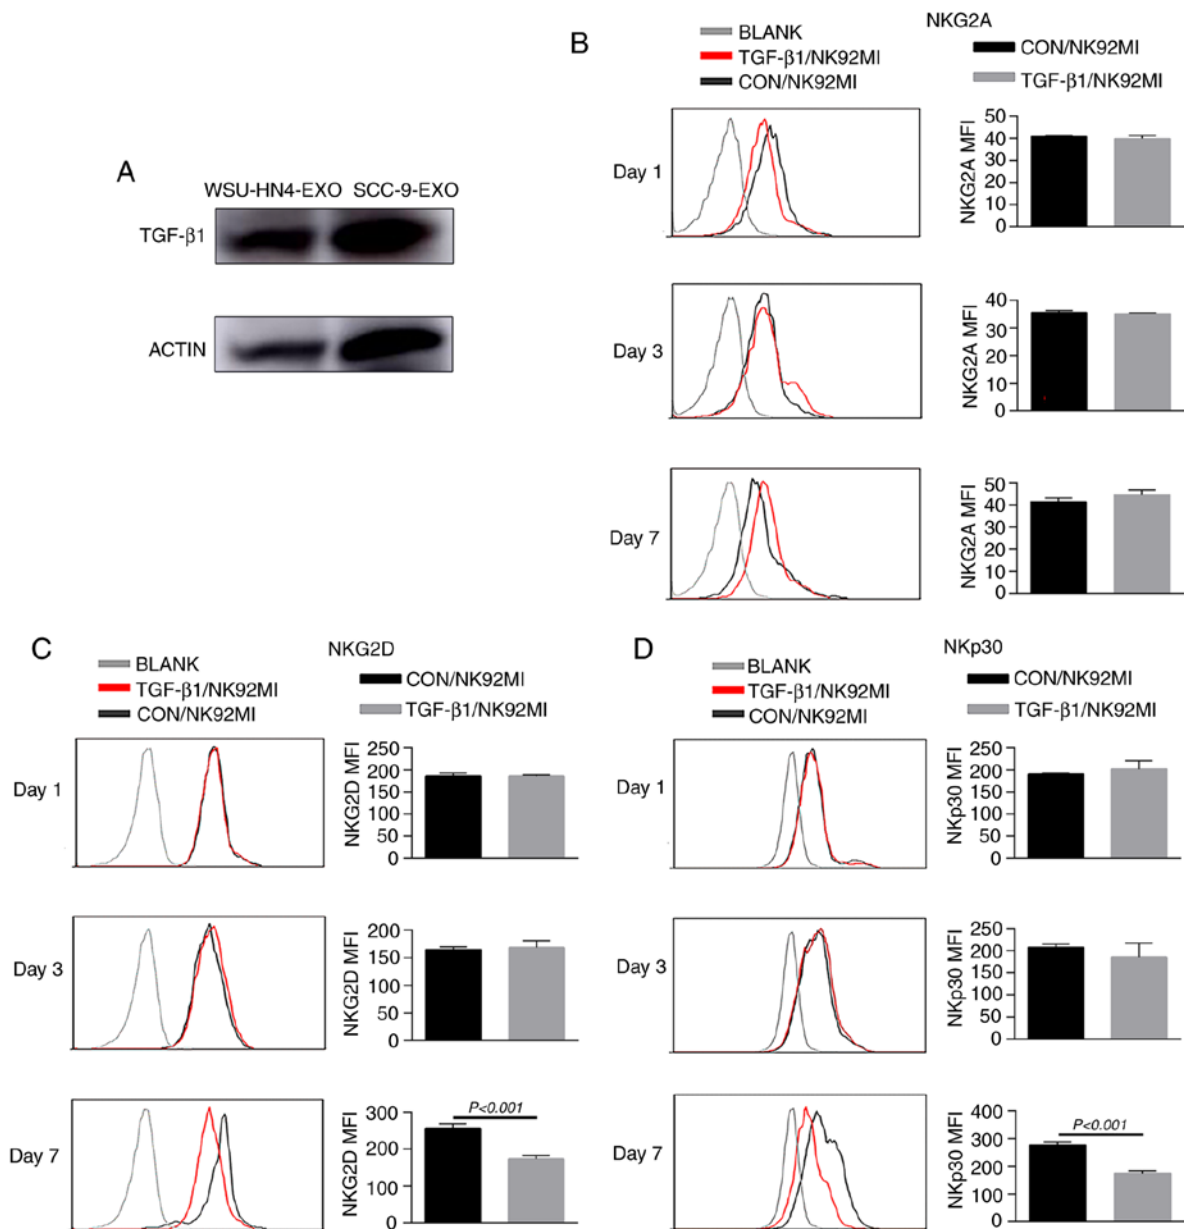 A
WSU-HN4-EXO SCC-9-EXO
TGF-β1
ACTIN
B
NKG2A
BLANK
TGF-β1/NK92MI
CON/NK92MI
CON/NK92MI
TGF-β1/NK92MI
Day 1
NKG2A MFI
50
40
30
20
10
0
Day 3
NKG2A MFI
40
30
20
10
0
Day 7
NKG2A MFI
50
40
30
20
10
0
C
NKG2D
BLANK
TGF-β1/NK92MI
CON/NK92MI
CON/NK92MI
TGF-β1/NK92MI
Day 1
NKG2D MFI
250
200
150
100
50
0
Day 3
NKG2D MFI
200
150
100
50
0
Day 7
NKG2D MFI
300
200
100
0
P<0.001
D
NKp30
BLANK
TGF-β1/NK92MI
CON/NK92MI
CON/NK92MI
TGF-β1/NK92MI
Day 1
NKp30 MFI
250
200
150
100
50
0
Day 3
NKp30 MFI
250
200
150
100
50
0
Day 7
NKp30 MFI
400
300
200
100
0
P<0.001